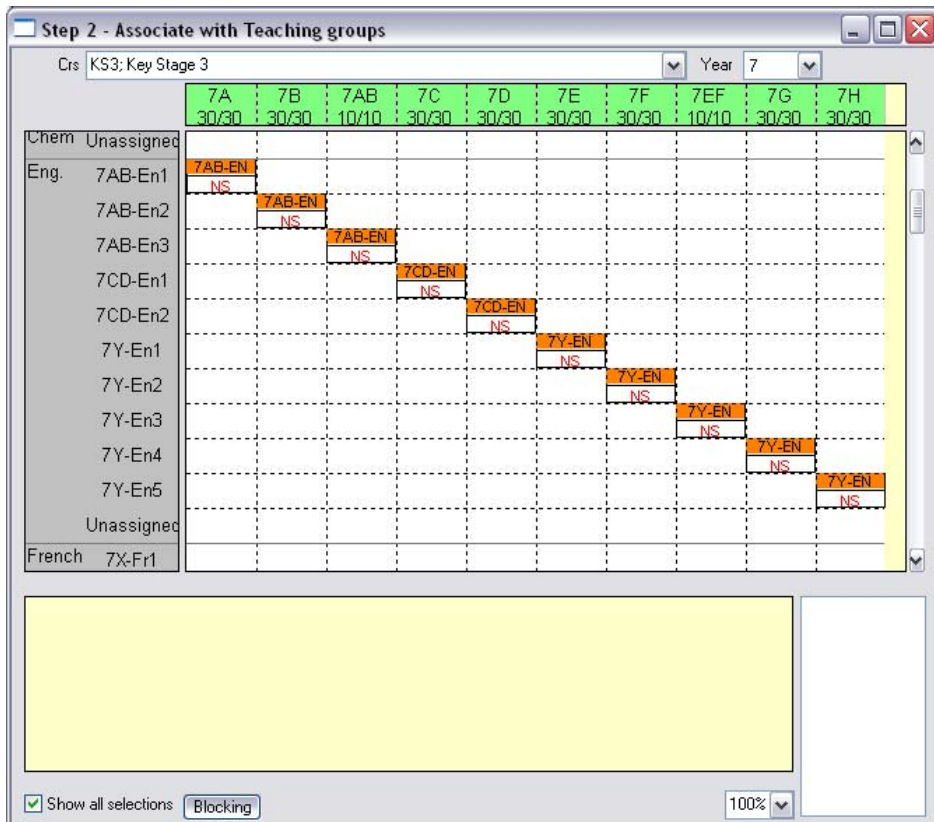 Step 2 - Associate with Teaching groups
Crs KS3; Key Stage 3 Year 7
7A 7B 7AB 7C 7D 7E 7F 7EF 7G 7H
30/30 30/30 10/10 30/30 30/30 30/30 30/30 10/10 30/30 30/30
Chem Unassigned
Eng. 7AB-En1 7AB-EN
NS
7AB-En2 7AB-EN
NS
7AB-En3 7AB-EN
NS
7CD-En1 7CD-EN
NS
7CD-En2 7CD-EN
NS
7Y-En1 7Y-EN
NS
7Y-En2 7Y-EN
NS
7Y-En3 7Y-EN
NS
7Y-En4 7Y-EN
NS
7Y-En5 7Y-EN
NS
Unassigned
French 7X-Fr1
Show all selections Blocking 100%